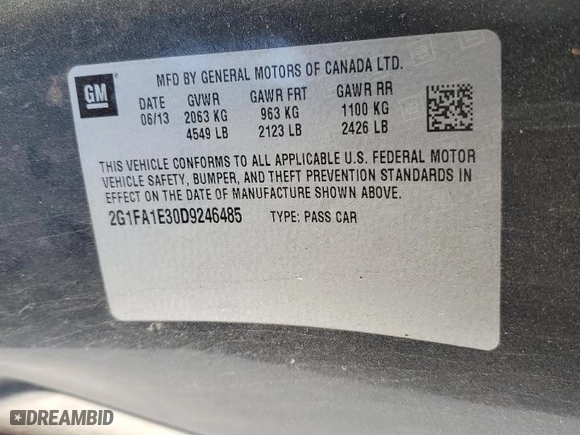 MFD BY GENERAL MOTORS OF CANADA LTD.
GM
DATE GVWR GAWR FRT GAWR RR
06/13 2063 KG 963 KG 1100 KG
4549 LB 2123 LB 2426 LB
THIS VEHICLE CONFORMS TO ALL APPLICABLE U.S. FEDERAL MOTOR
VEHICLE SAFETY, BUMPER, AND THEFT PREVENTION STANDARDS IN
EFFECT ON THE DATE OF MANUFACTURE SHOWN ABOVE.
2G1FA1E30D9246485 TYPE: PASS CAR
DREAMBID